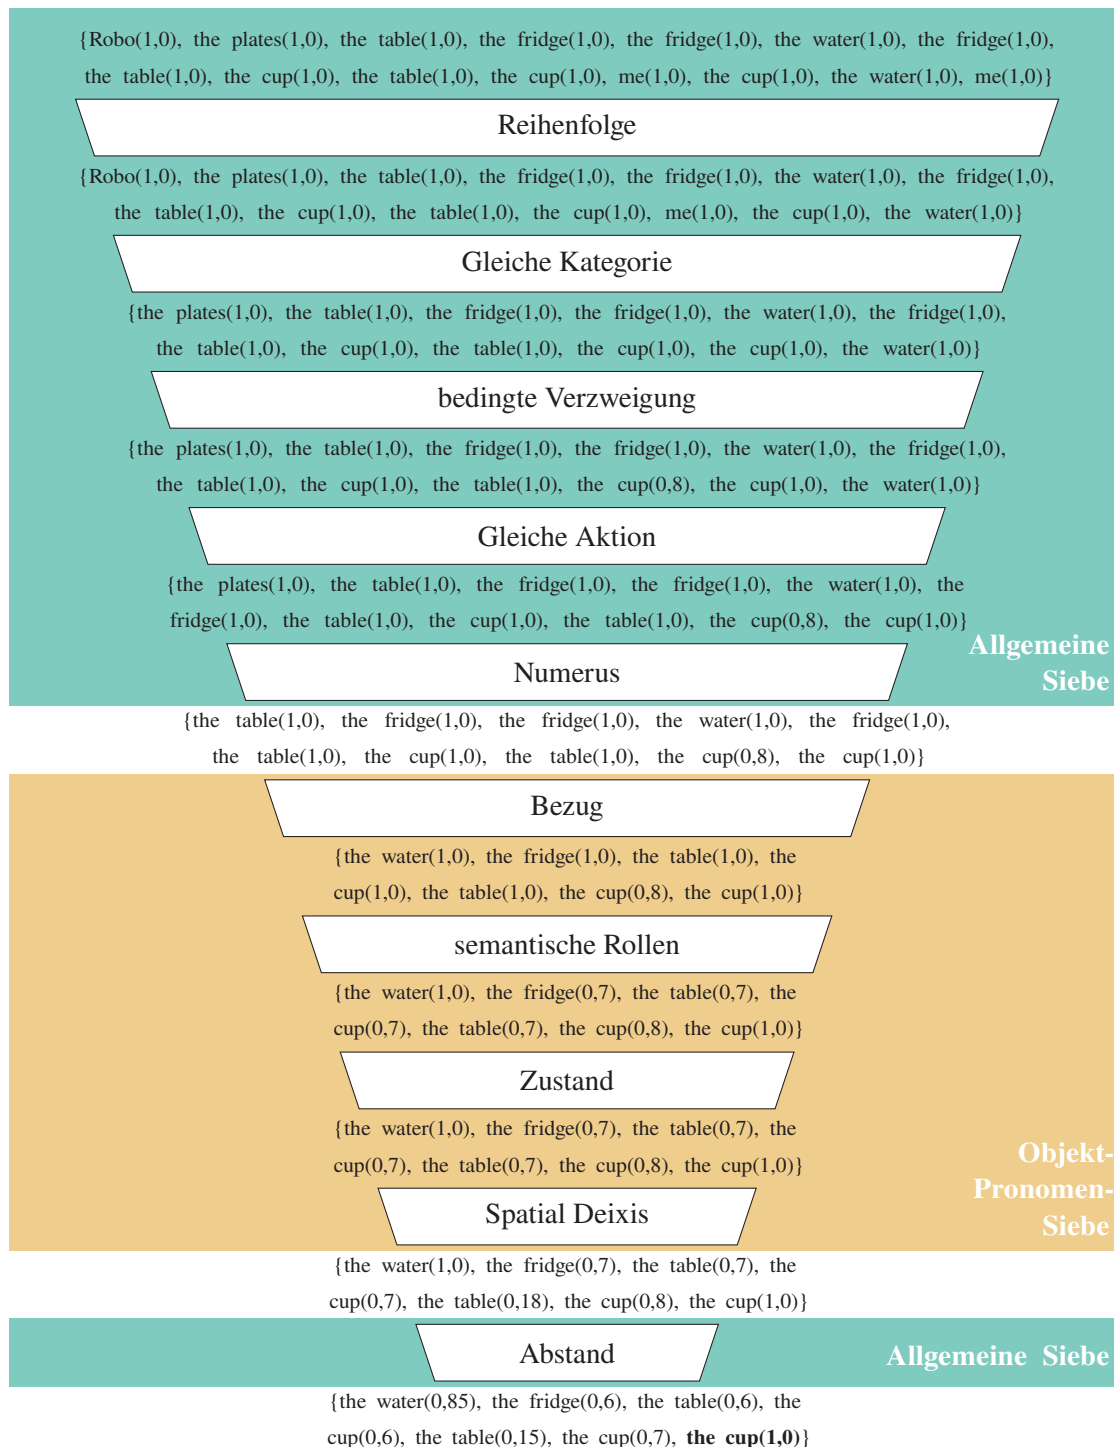 {Robo(1,0), the plates(1,0), the table(1,0), the fridge(1,0), the fridge(1,0), the water(1,0), the fridge(1,0),
the table(1,0), the cup(1,0), the table(1,0), the cup(1,0), me(1,0), the cup(1,0), the water(1,0), me(1,0)}
Reihenfolge
{Robo(1,0), the plates(1,0), the table(1,0), the fridge(1,0), the fridge(1,0), the water(1,0), the fridge(1,0),
the table(1,0), the cup(1,0), the table(1,0), the cup(1,0), me(1,0), the cup(1,0), the water(1,0)}
Gleiche Kategorie
{the plates(1,0), the table(1,0), the fridge(1,0), the fridge(1,0), the water(1,0), the fridge(1,0),
the table(1,0), the cup(1,0), the table(1,0), the cup(1,0), the cup(1,0), the water(1,0)}
bedingte Verzweigung
{the plates(1,0), the table(1,0), the fridge(1,0), the fridge(1,0), the water(1,0), the fridge(1,0),
the table(1,0), the cup(1,0), the table(1,0), the cup(0,8), the cup(1,0), the water(1,0)}
Gleiche Aktion
{the plates(1,0), the table(1,0), the fridge(1,0), the fridge(1,0), the water(1,0), the
fridge(1,0), the table(1,0), the cup(1,0), the table(1,0), the cup(0,8), the cup(1,0)}
Numerus
Allgemeine
Siebe
{the table(1,0), the fridge(1,0), the fridge(1,0), the water(1,0), the fridge(1,0),
the table(1,0), the cup(1,0), the table(1,0), the cup(0,8), the cup(1,0)}
Bezug
{the water(1,0), the fridge(1,0), the table(1,0), the
cup(1,0), the table(1,0), the cup(0,8), the cup(1,0)}
semantische Rollen
{the water(1,0), the fridge(0,7), the table(0,7), the
cup(0,7), the table(0,7), the cup(0,8), the cup(1,0)}
Zustand
{the water(1,0), the fridge(0,7), the table(0,7), the
cup(0,7), the table(0,7), the cup(0,8), the cup(1,0)}
Spatial Deixis
Objekt-
Pronomen-
Siebe
{the water(1,0), the fridge(0,7), the table(0,7), the
cup(0,7), the table(0,18), the cup(0,8), the cup(1,0)}
Abstand
Allgemeine Siebe
{the water(0,85), the fridge(0,6), the table(0,6), the
cup(0,6), the table(0,15), the cup(0,7), the cup(1,0)}